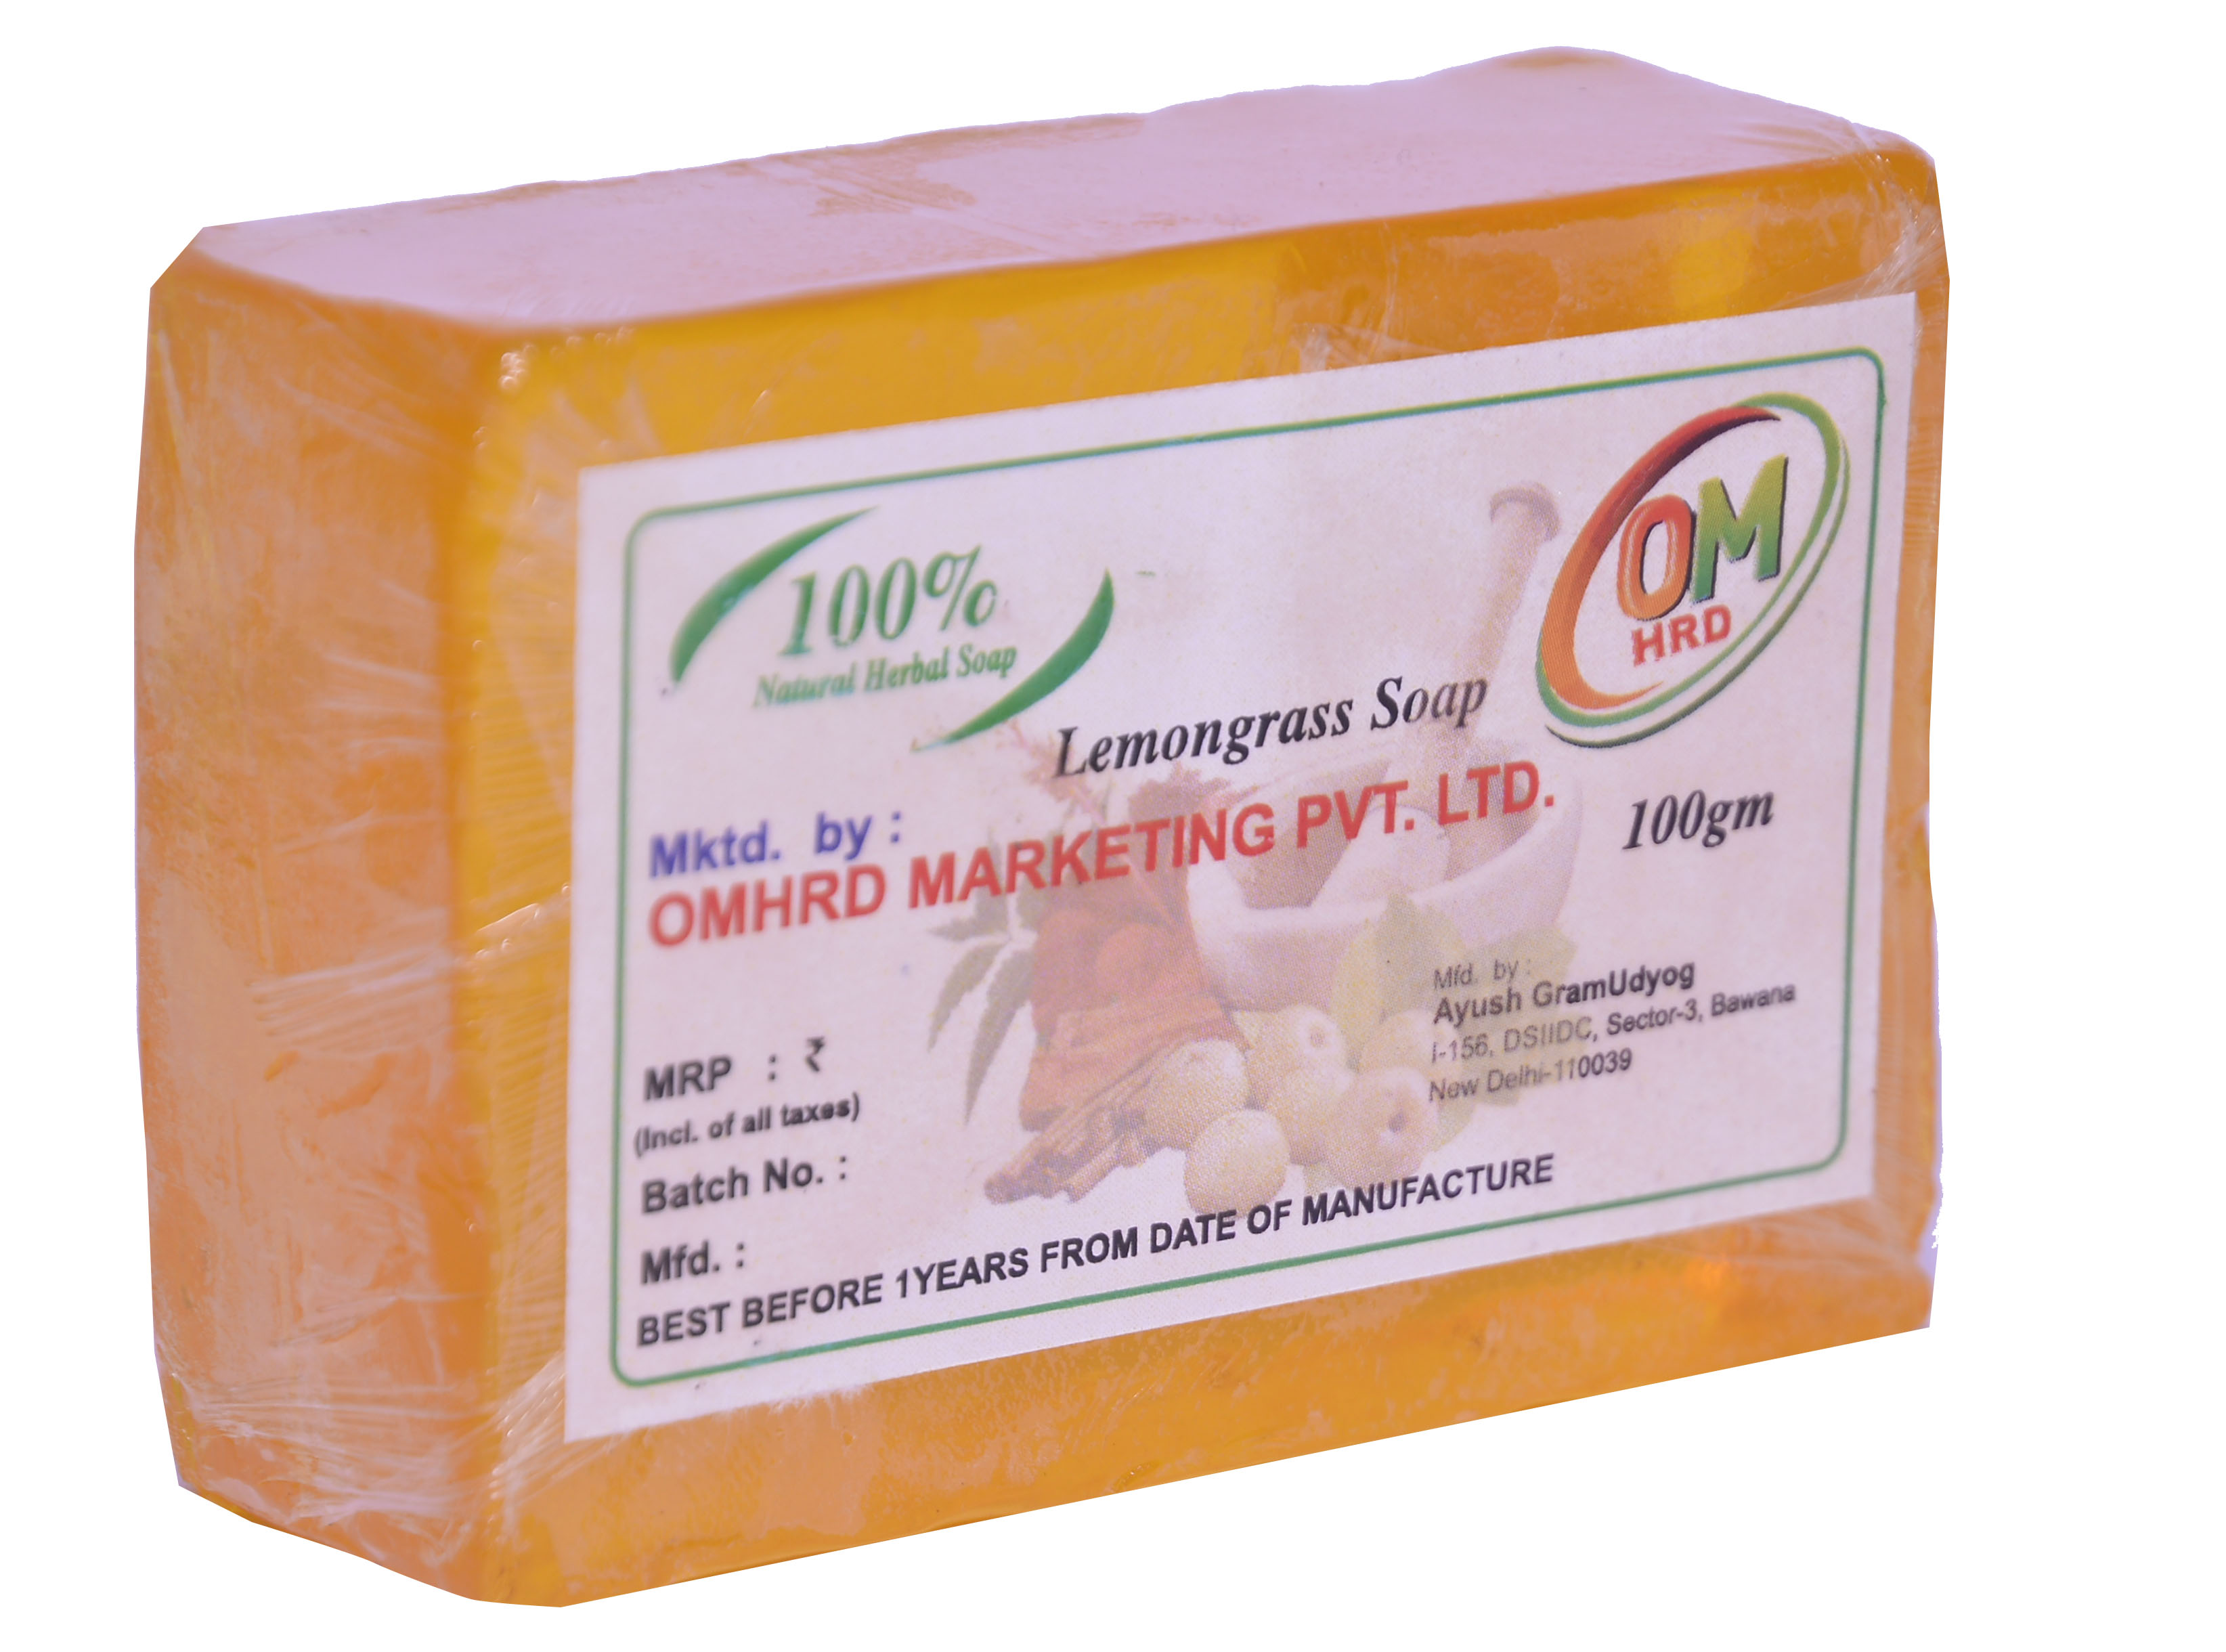 100%
Natural Herbal Soap
OM
HRD
Lemongrass Soap
Mktd. by :
OMHRD MARKETING PVT. LTD.
100gm
Mfd. by :
Ayush GramUdyog
I-156, DSIIDC, Sector-3, Bawana
New Delhi-110039
MRP : ₹
(Incl. of all taxes)
Batch No. :
Mfd. :
BEST BEFORE 1YEARS FROM DATE OF MANUFACTURE